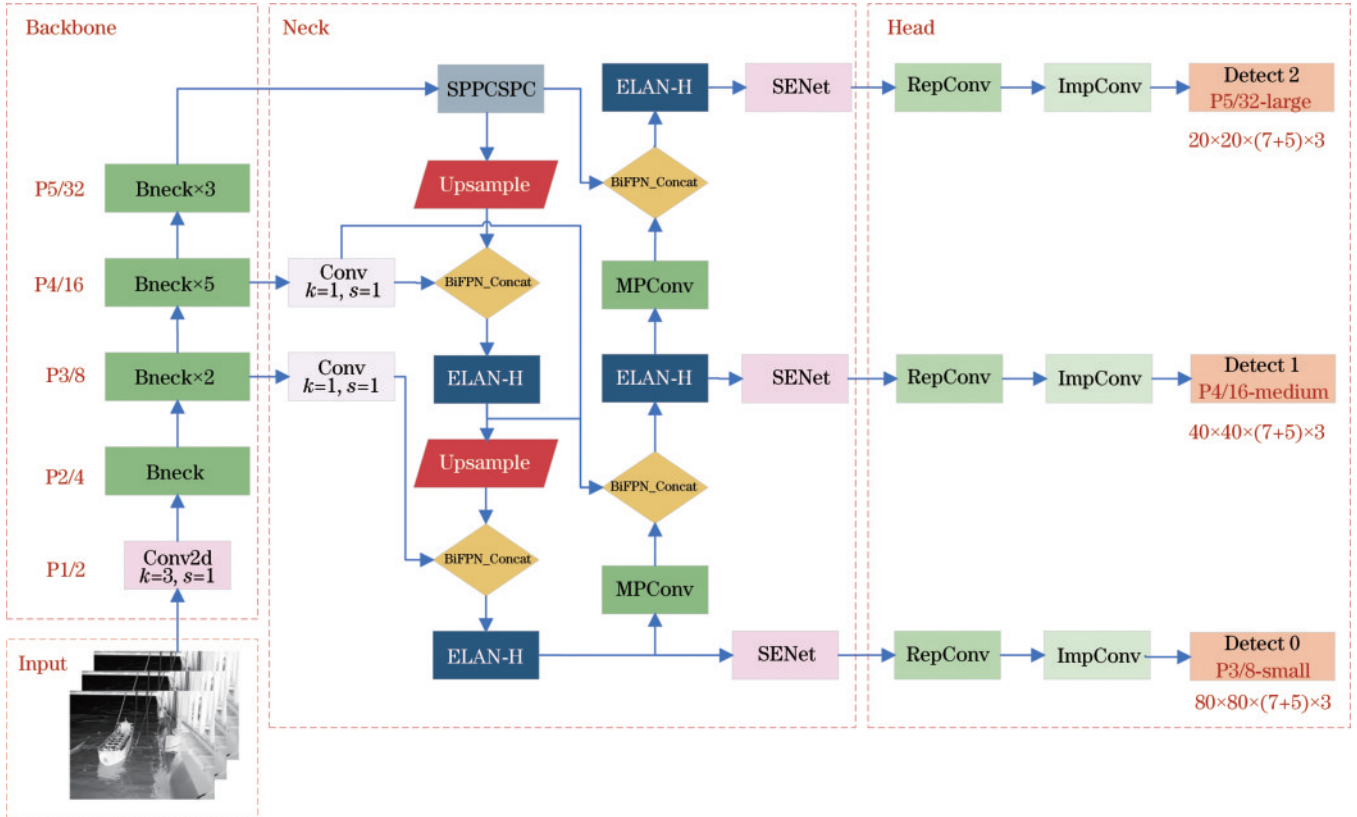 Backbone
P5/32
Bneck×3
P4/16
Bneck×5
P3/8
Bneck×2
P2/4
Bneck
P1/2
Conv2d
k=3, s=1
Input
Neck
SPPCSPC
Upsample
Conv
k=1, s=1
BiFPN_Concat
ELAN-H
Conv
k=1, s=1
Upsample
BiFPN_Concat
ELAN-H
ELAN-H
SENet
BiFPN_Concat
MPConv
ELAN-H
SENet
BiFPN_Concat
MPConv
SENet
Head
RepConv
ImpConv
Detect 2
P5/32-large
20×20×(7+5)×3
RepConv
ImpConv
Detect 1
P4/16-medium
40×40×(7+5)×3
RepConv
ImpConv
Detect 0
P3/8-small
80×80×(7+5)×3